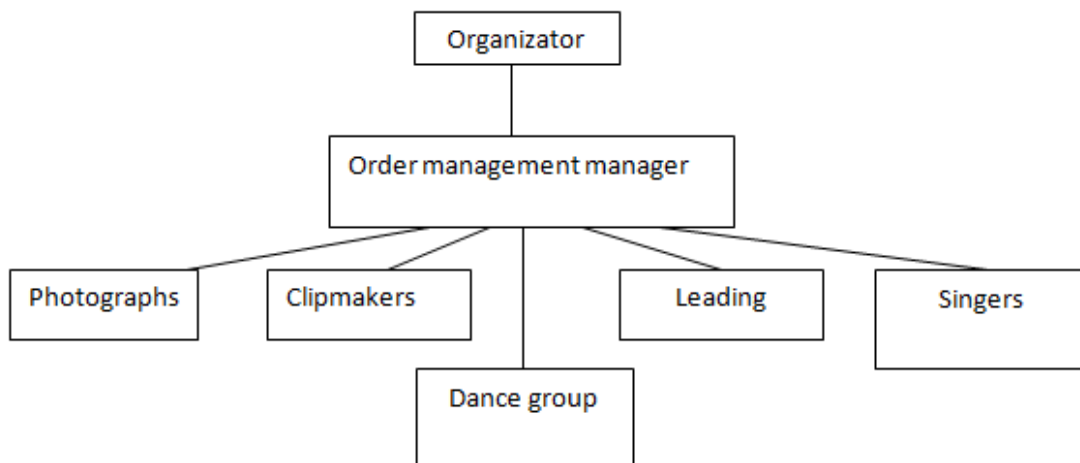 Organizator
Order management manager
Photographs
Clipmakers
Leading
Singers
Dance group